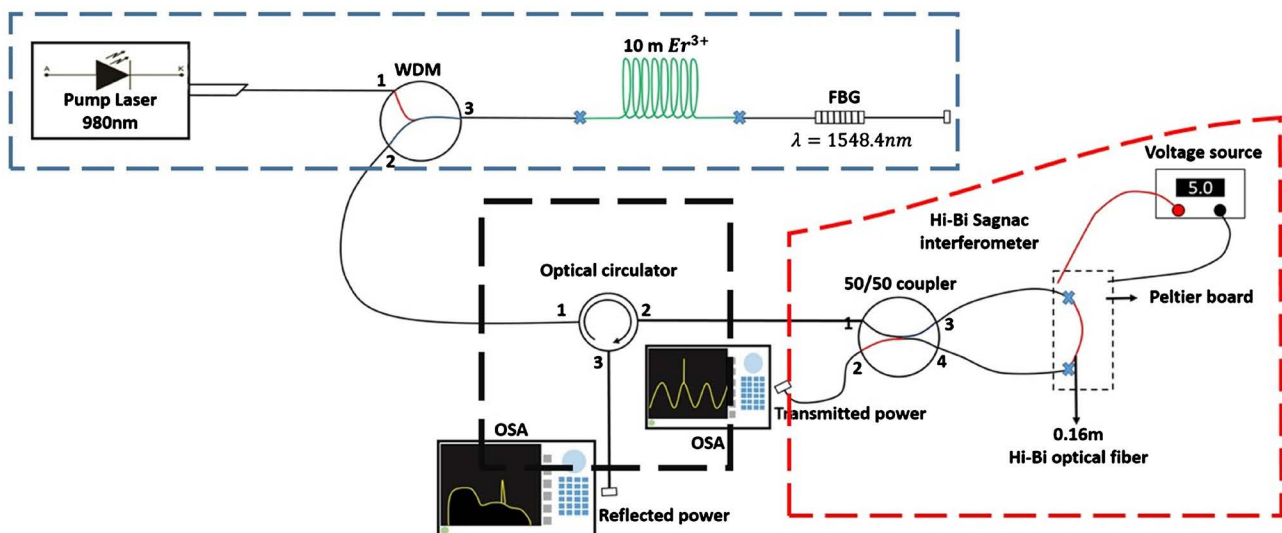 A
K
Pump Laser
980nm
1
WDM
3
2
10 m Er³⁺
FBG
λ = 1548.4nm
Voltage source
5.0
Hi-Bi Sagnac
interferometer
Optical circulator
1
2
3
50/50 coupler
1
3
2
4
Peltier board
OSA
Transmitted power
0.16m
Hi-Bi optical fiber
OSA
Reflected power